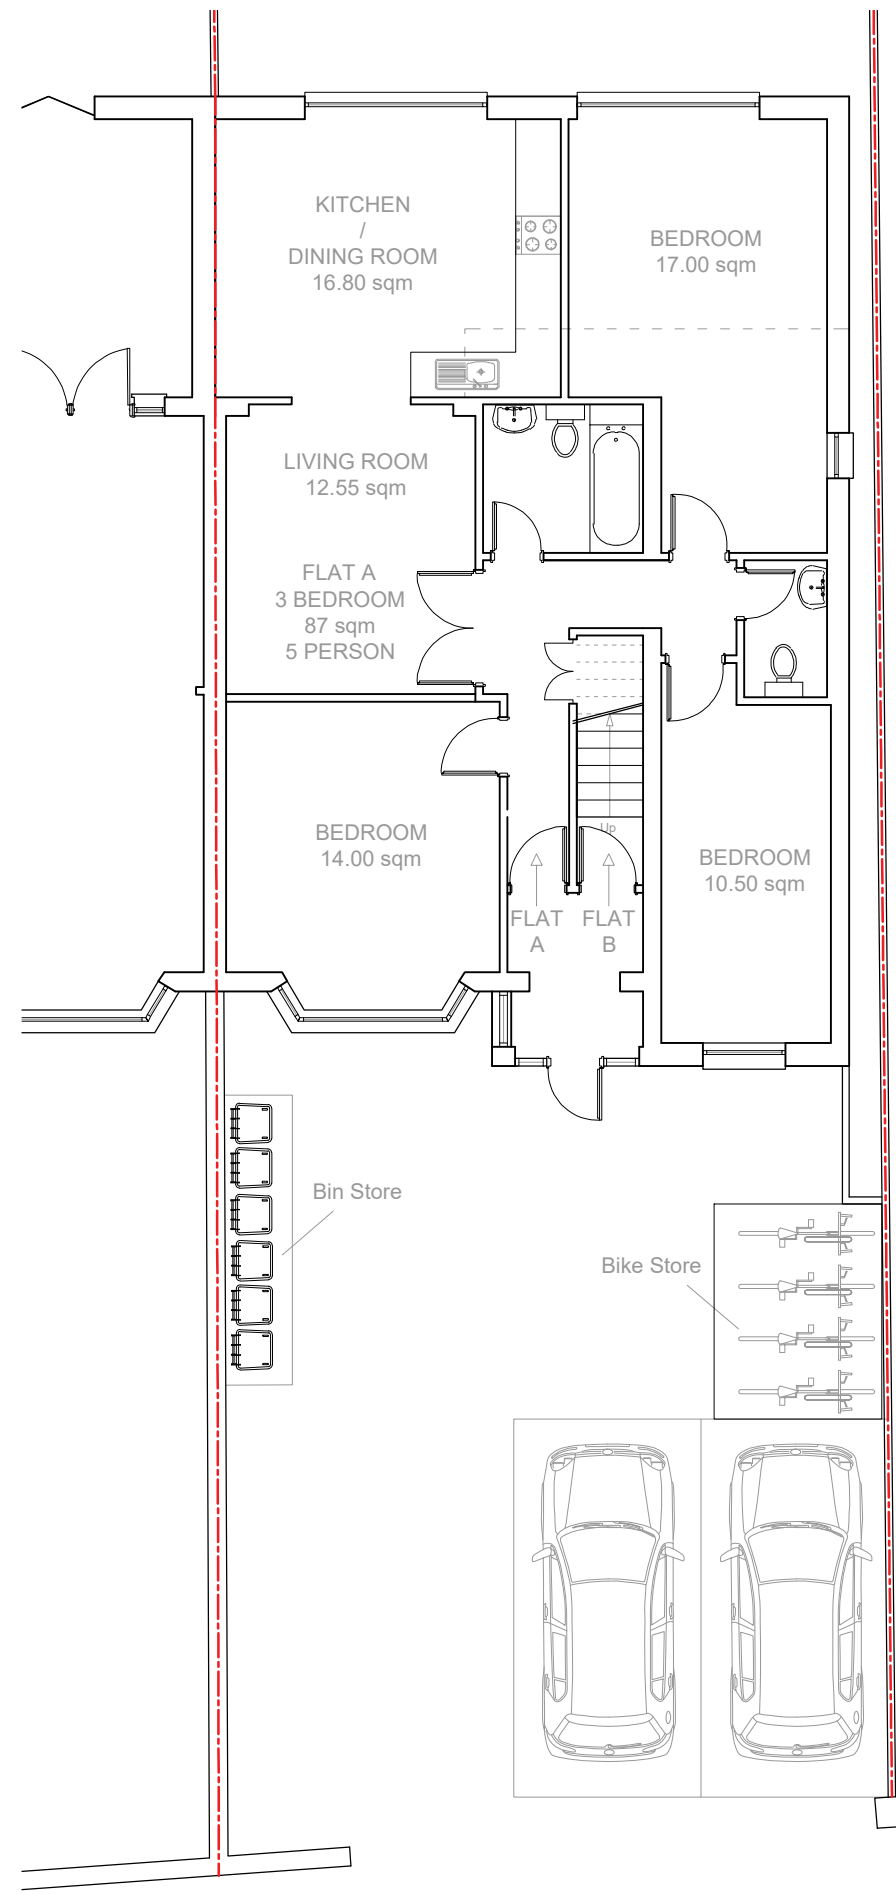 KITCHEN
/
DINING ROOM
16.80 sqm
BEDROOM
17.00 sqm
LIVING ROOM
12.55 sqm
FLAT A
3 BEDROOM
87 sqm
5 PERSON
BEDROOM
14.00 sqm
Up
BEDROOM
10.50 sqm
FLAT
A
FLAT
B
Bin Store
Bike Store